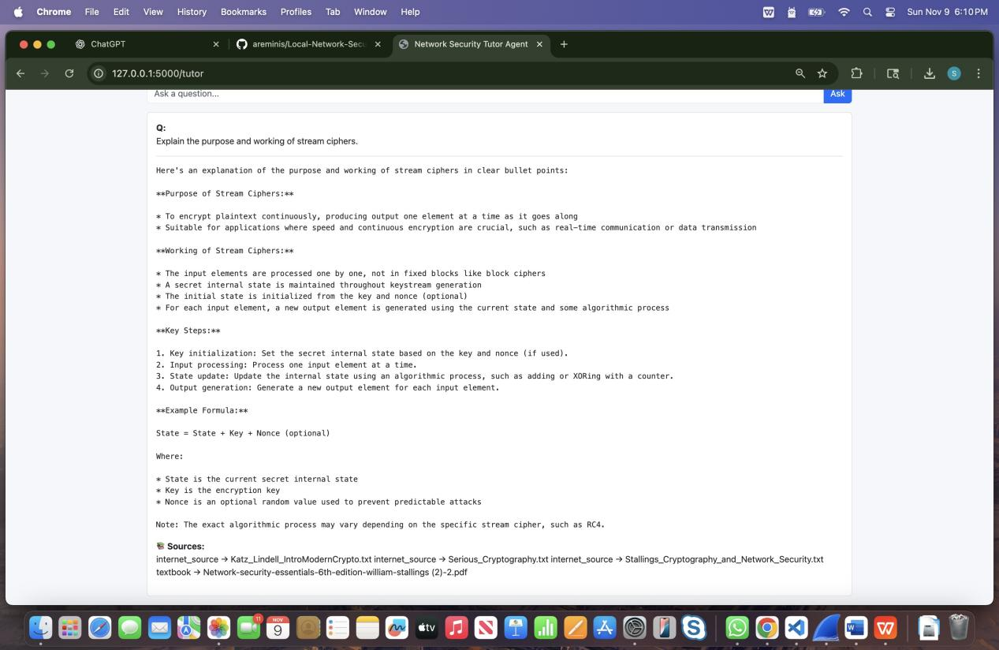 Chrome File Edit View History Bookmarks Profiles Tab Window Help Sun Nov 9 6:10 PM
ChatGPT areminis/Local-Network-Secu Network Security Tutor Agent
127.0.0.1:5000/tutor S
Ask a question... Ask
Q:
Explain the purpose and working of stream ciphers.
Here's an explanation of the purpose and working of stream ciphers in clear bullet points:
**Purpose of Stream Ciphers:**
* To encrypt plaintext continuously, producing output one element at a time as it goes along
* Suitable for applications where speed and continuous encryption are crucial, such as real-time communication or data transmission
**Working of Stream Ciphers:**
* The input elements are processed one by one, not in fixed blocks like block ciphers
* A secret internal state is maintained throughout keystream generation
* The initial state is initialized from the key and nonce (optional)
* For each input element, a new output element is generated using the current state and some algorithmic process
**Key Steps:**
1. Key initialization: Set the secret internal state based on the key and nonce (if used).
2. Input processing: Process one input element at a time.
3. State update: Update the internal state using an algorithmic process, such as adding or XORing with a counter.
4. Output generation: Generate a new output element for each input element.
**Example Formula:**
State = State + Key + Nonce (optional)
Where:
* State is the current secret internal state
* Key is the encryption key
* Nonce is an optional random value used to prevent predictable attacks
Note: The exact algorithmic process may vary depending on the specific stream cipher, such as RC4.
Sources:
internet_source → Katz_Lindell_IntroModernCrypto.txt internet_source → Serious_Cryptography.txt internet_source → Stallings_Cryptography_and_Network_Security.txt
textbook → Network-security-essentials-6th-edition-william-stallings (2)-2.pdf
11
NOV
9 tv